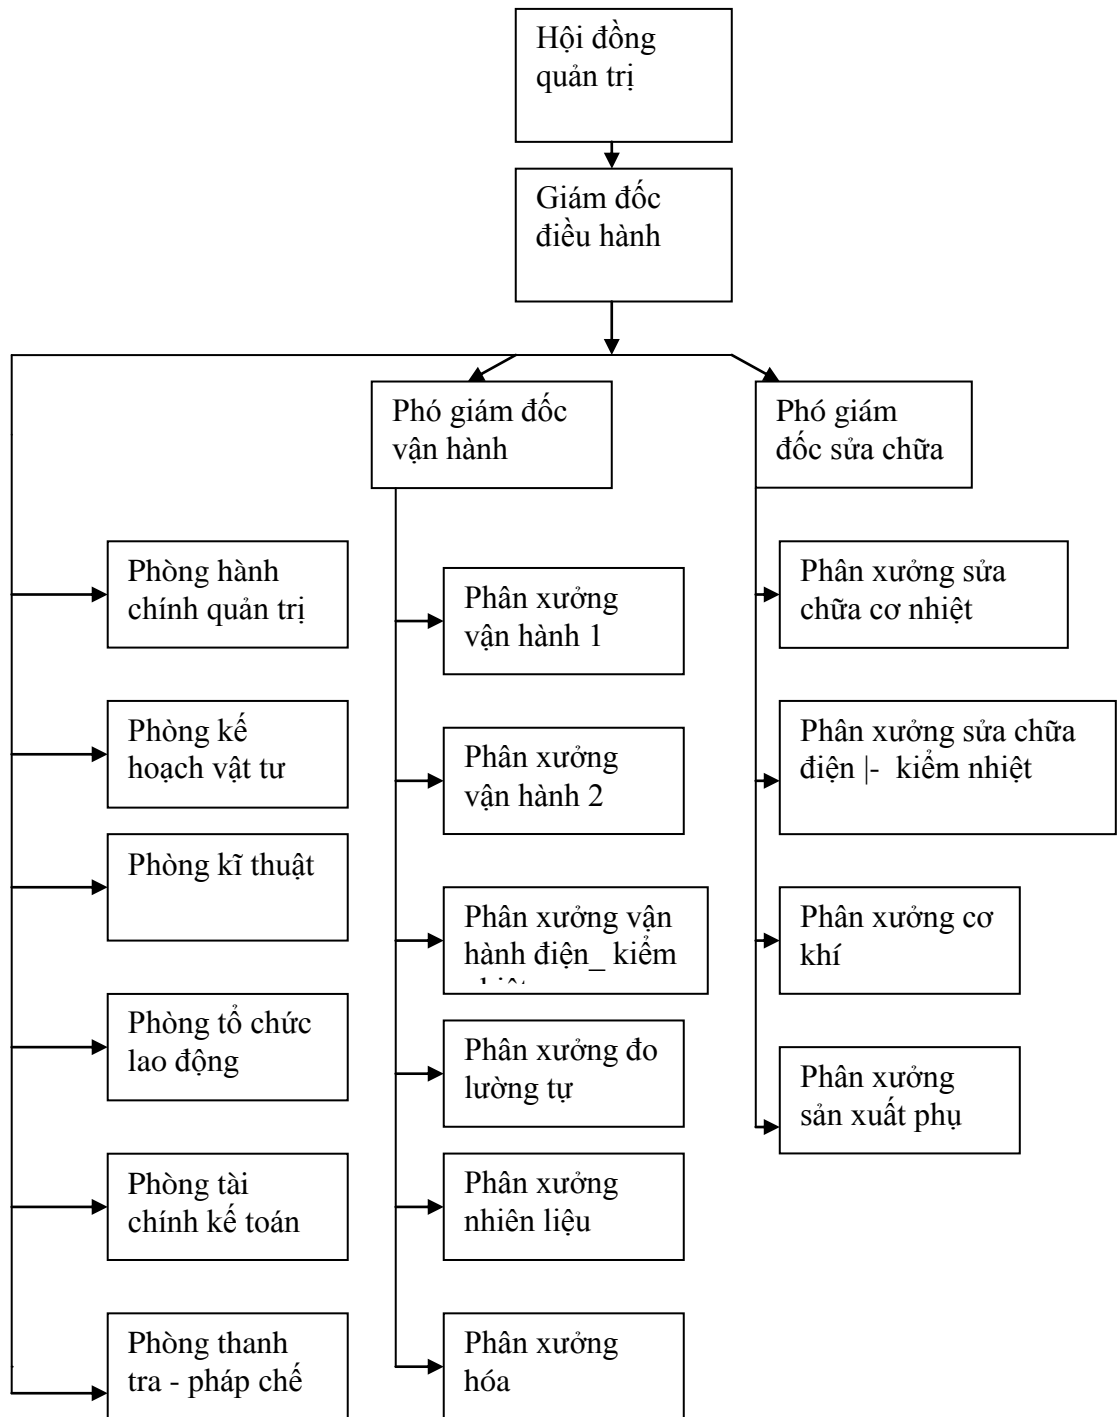 Hội đồng
quản trị
Giám đốc
điều hành
Phó giám đốc
vận hành
Phó giám
đốc sửa chữa
Phòng hành
chính quản trị
Phòng kế
hoạch vật tư
Phòng kĩ thuật
Phòng tổ chức
lao động
Phòng tài
chính kế toán
Phòng thanh
tra - pháp chế
Phân xưởng
vận hành 1
Phân xưởng
vận hành 2
Phân xưởng vận
hành điện_ kiểm
Phân xưởng đo
lường tự
Phân xưởng
nhiên liệu
Phân xưởng
hóa
Phân xưởng sửa
chữa cơ nhiệt
Phân xưởng sửa chữa
điện |- kiểm nhiệt
Phân xưởng cơ
khí
Phân xưởng
sản xuất phụ